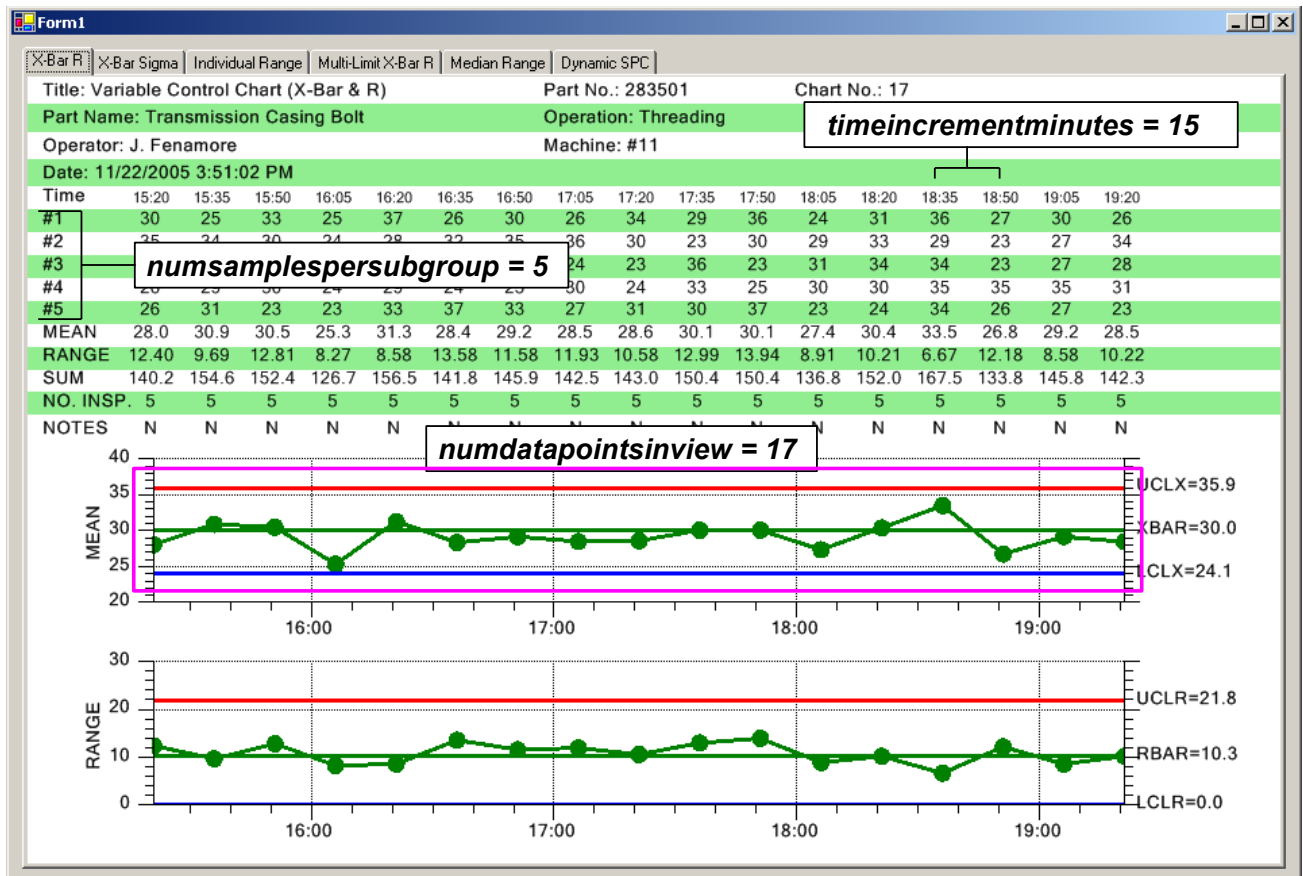 Form1
X-Bar R X-Bar Sigma Individual Range Multi-Limit X-Bar R Median Range Dynamic SPC
Title: Variable Control Chart (X-Bar & R) Part No.: 283501 Chart No.: 17
Part Name: Transmission Casing Bolt Operation: Threading
timeincrementminutes = 15
Operator: J. Fenamore Machine: #11
Date: 11/22/2005 3:51:02 PM
Time 15:20 15:35 15:50 16:05 16:20 16:35 16:50 17:05 17:20 17:35 17:50 18:05 18:20 18:35 18:50 19:05 19:20
#1 30 25 33 25 37 26 30 26 34 29 36 24 31 36 27 30 26
#2 35 34 30 24 28 32 35 36 30 23 30 29 33 29 23 27 34
#3 24 23 36 23 31 34 34 23 27 28
numsamplespersubgroup = 5
#4 30 24 33 25 30 30 35 35 35 31
#5 26 31 23 23 33 37 33 27 31 30 37 23 24 34 26 27 23
MEAN 28.0 30.9 30.5 25.3 31.3 28.4 29.2 28.5 28.6 30.1 30.1 27.4 30.4 33.5 26.8 29.2 28.5
RANGE 12.40 9.69 12.81 8.27 8.58 13.58 11.58 11.93 10.58 12.99 13.94 8.91 10.21 6.67 12.18 8.58 10.22
SUM 140.2 154.6 152.4 126.7 156.5 141.8 145.9 142.5 143.0 150.4 150.4 136.8 152.0 167.5 133.8 145.8 142.3
NO. INSP. 5 5 5 5 5 5 5 5 5 5 5 5 5 5 5 5 5
NOTES N N N N N N N N N N N
numdatapointsinview = 17
40
35
30
25
20
MEAN
UCLX=35.9
XBAR=30.0
LCLX=24.1
16:00 17:00 18:00 19:00
30
20
10
0
RANGE
UCLR=21.8
RBAR=10.3
LCLR=0.0
16:00 17:00 18:00 19:00